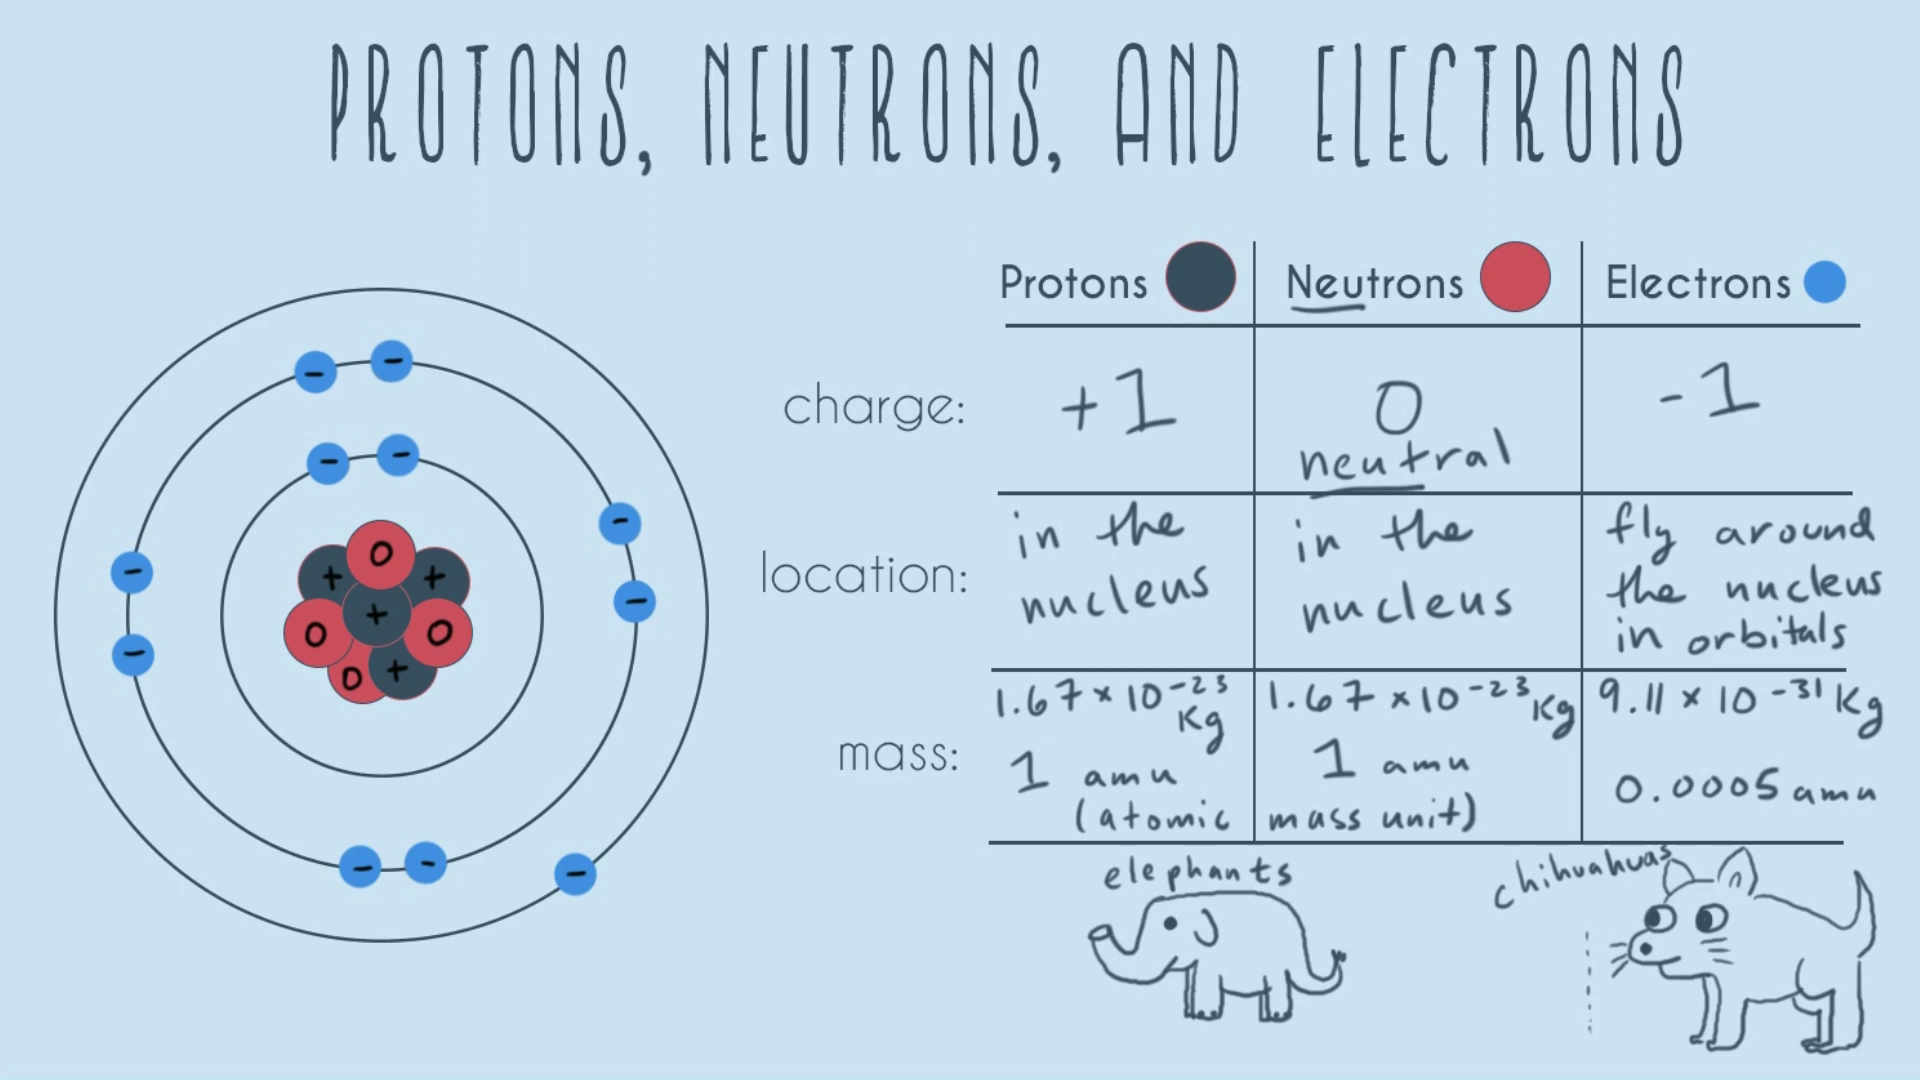 PROTONS, NEUTRONS, AND ELECTRONS
Protons Neutrons Electrons
charge: +1 0 -1
neutral
location: in the nucleus in the nucleus fly around the nucleus in orbitals
mass: 1.67 x 10^-23 Kg 1.67 x 10^-23 Kg 9.11 x 10^-31 Kg
1 amu 1 amu 0.0005 amu
(atomic mass unit)
elephants chihuahuas
- -
- -
- -
- -
- -
-
0
+ +
+
0 0
0 +